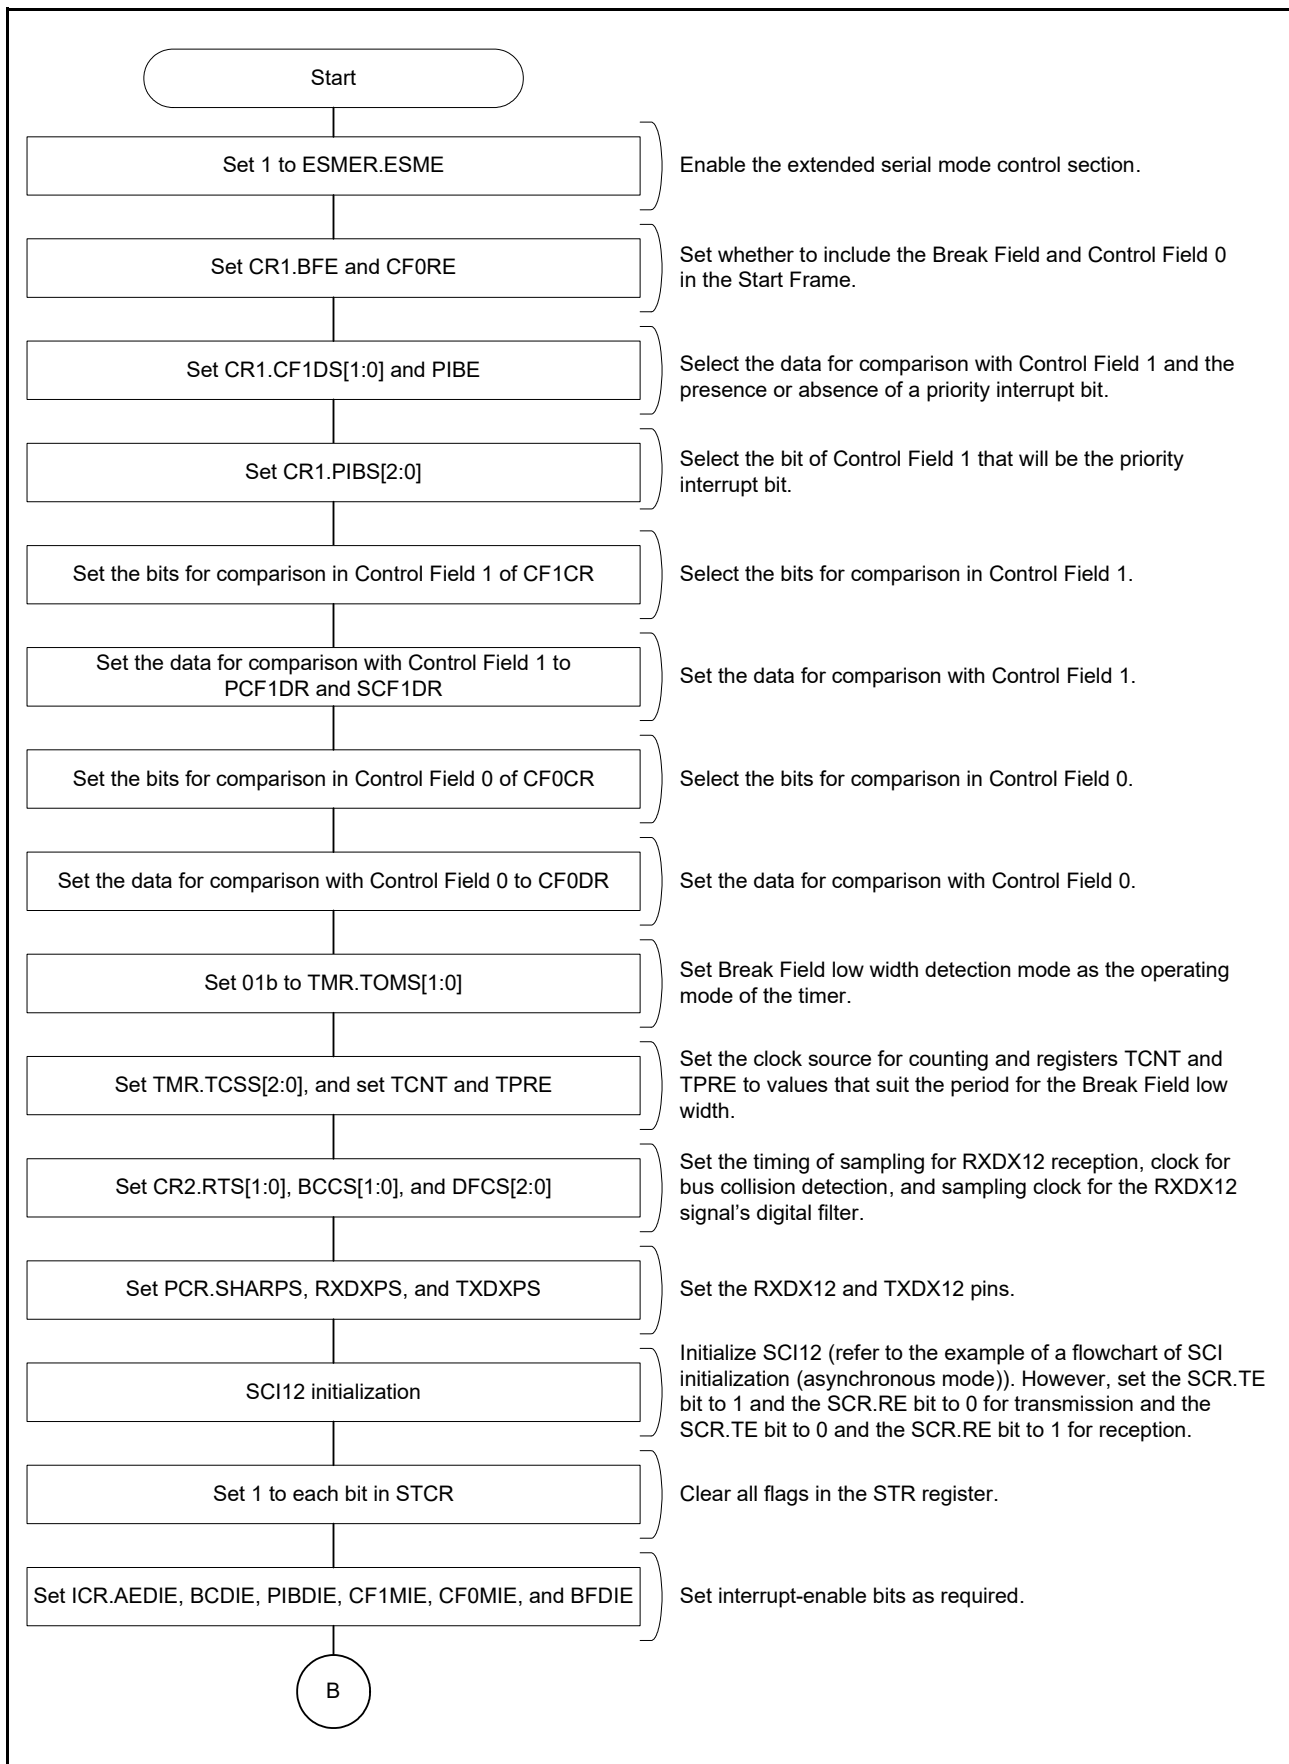 Start
Set 1 to ESMER.ESME
Enable the extended serial mode control section.
Set CR1.BFE and CF0RE
Set whether to include the Break Field and Control Field 0
in the Start Frame.
Set CR1.CF1DS[1:0] and PIBE
Select the data for comparison with Control Field 1 and the
presence or absence of a priority interrupt bit.
Set CR1.PIBS[2:0]
Select the bit of Control Field 1 that will be the priority
interrupt bit.
Set the bits for comparison in Control Field 1 of CF1CR
Select the bits for comparison in Control Field 1.
Set the data for comparison with Control Field 1 to
PCF1DR and SCF1DR
Set the data for comparison with Control Field 1.
Set the bits for comparison in Control Field 0 of CF0CR
Select the bits for comparison in Control Field 0.
Set the data for comparison with Control Field 0 to CF0DR
Set the data for comparison with Control Field 0.
Set 01b to TMR.TOMS[1:0]
Set Break Field low width detection mode as the operating
mode of the timer.
Set TMR.TCSS[2:0], and set TCNT and TPRE
Set the clock source for counting and registers TCNT and
TPRE to values that suit the period for the Break Field low
width.
Set CR2.RTS[1:0], BCCS[1:0], and DFCS[2:0]
Set the timing of sampling for RXDX12 reception, clock for
bus collision detection, and sampling clock for the RXDX12
signal's digital filter.
Set PCR.SHARPS, RXDXPS, and TXDXPS
Set the RXDX12 and TXDX12 pins.
SCI12 initialization
Initialize SCI12 (refer to the example of a flowchart of SCI
initialization (asynchronous mode)). However, set the SCR.TE
bit to 1 and the SCR.RE bit to 0 for transmission and the
SCR.TE bit to 0 and the SCR.RE bit to 1 for reception.
Set 1 to each bit in STCR
Clear all flags in the STR register.
Set ICR.AEDIE, BCDIE, PIBDIE, CF1MIE, CF0MIE, and BFDIE
Set interrupt-enable bits as required.
B